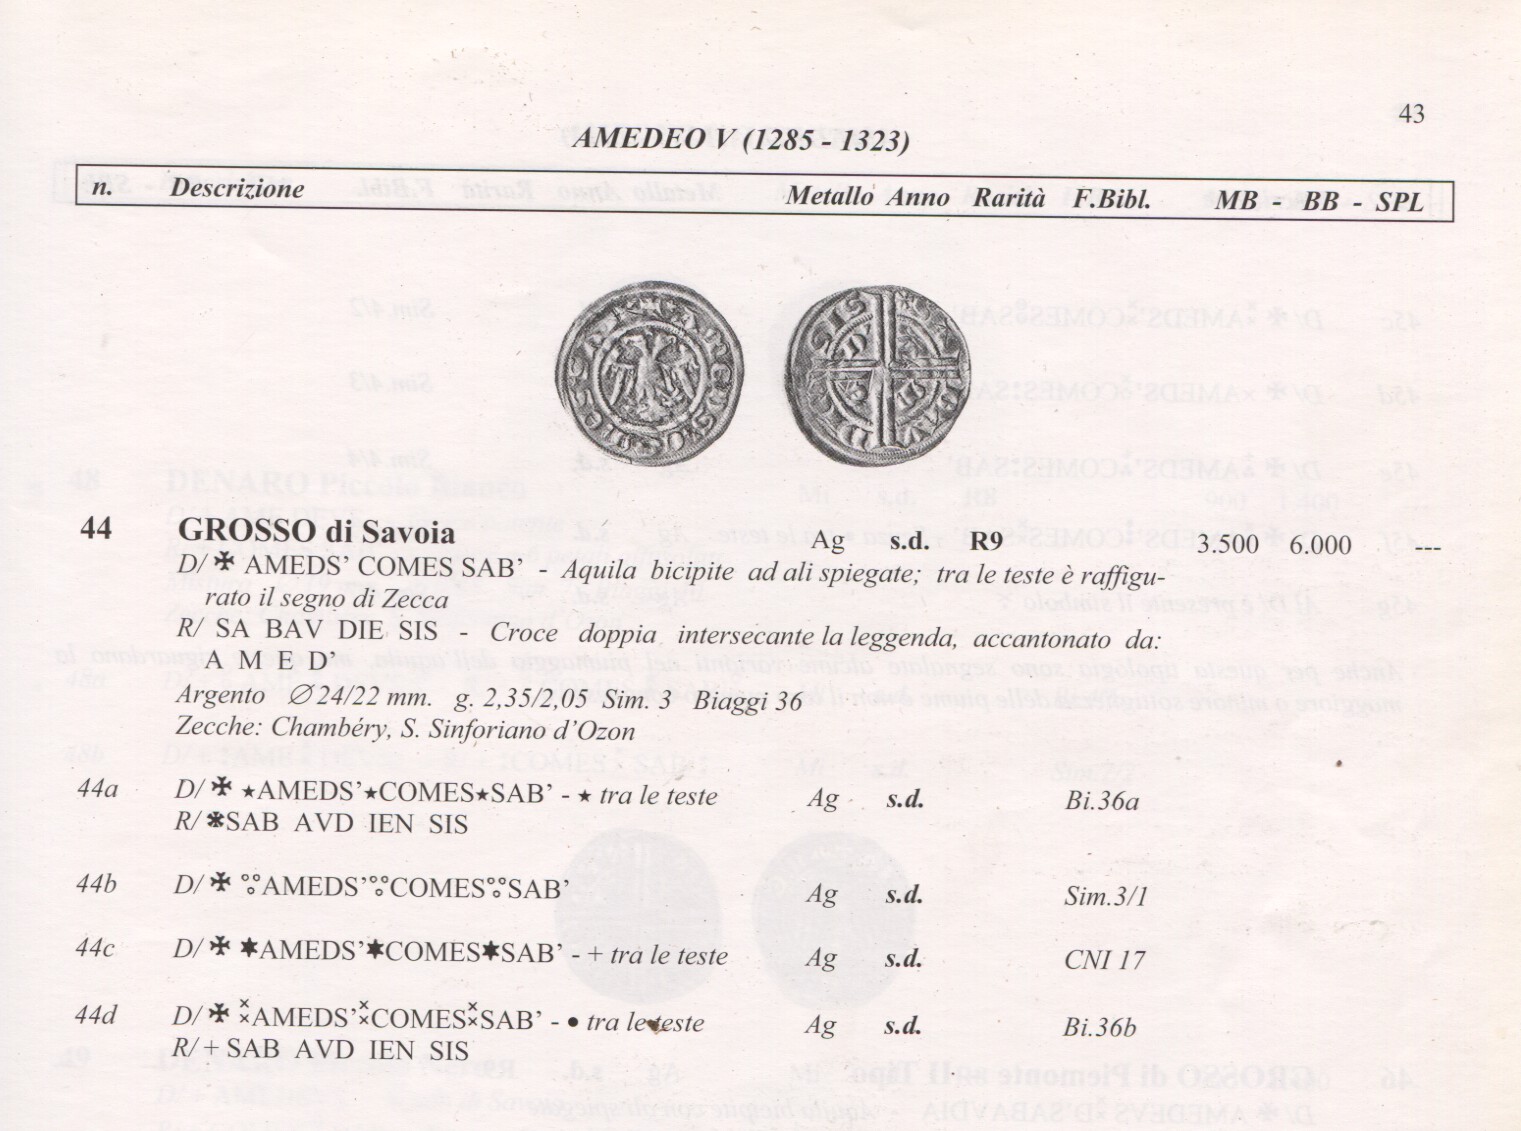 43
AMEDEO V (1285 - 1323)
n. Descrizione Metallo Anno Rarità F.Bibl. MB - BB - SPL
44 GROSSO di Savoia Ag s.d. R9 3.500 6.000 ---
D/ ✠ AMEDS’ COMES SAB’ - Aquila bicipite ad ali spiegate; tra le teste è raffigu-
rato il segno di Zecca
R/ SA BAV DIE SIS - Croce doppia intersecante la leggenda, accantonato da:
A M E D’
Argento ∅ 24/22 mm. g. 2,35/2,05 Sim. 3 Biaggi 36
Zecche: Chambéry, S. Sinforiano d’Ozon
44a D/ ✠ ★AMEDS’★COMES★SAB’ - ★ tra le teste Ag s.d. Bi.36a
R/ ✻SAB AVD IEN SIS
44b D/ ✠ °°°AMEDS’°°°COMES°°°SAB’ Ag s.d. Sim.3/1
44c D/ ✠ ✶AMEDS’✶COMES✶SAB’ - + tra le teste Ag s.d. CNI 17
44d D/ ✠ ××AMEDS’××COMES××SAB’ - • tra le teste Ag s.d. Bi.36b
R/ + SAB AVD IEN SIS